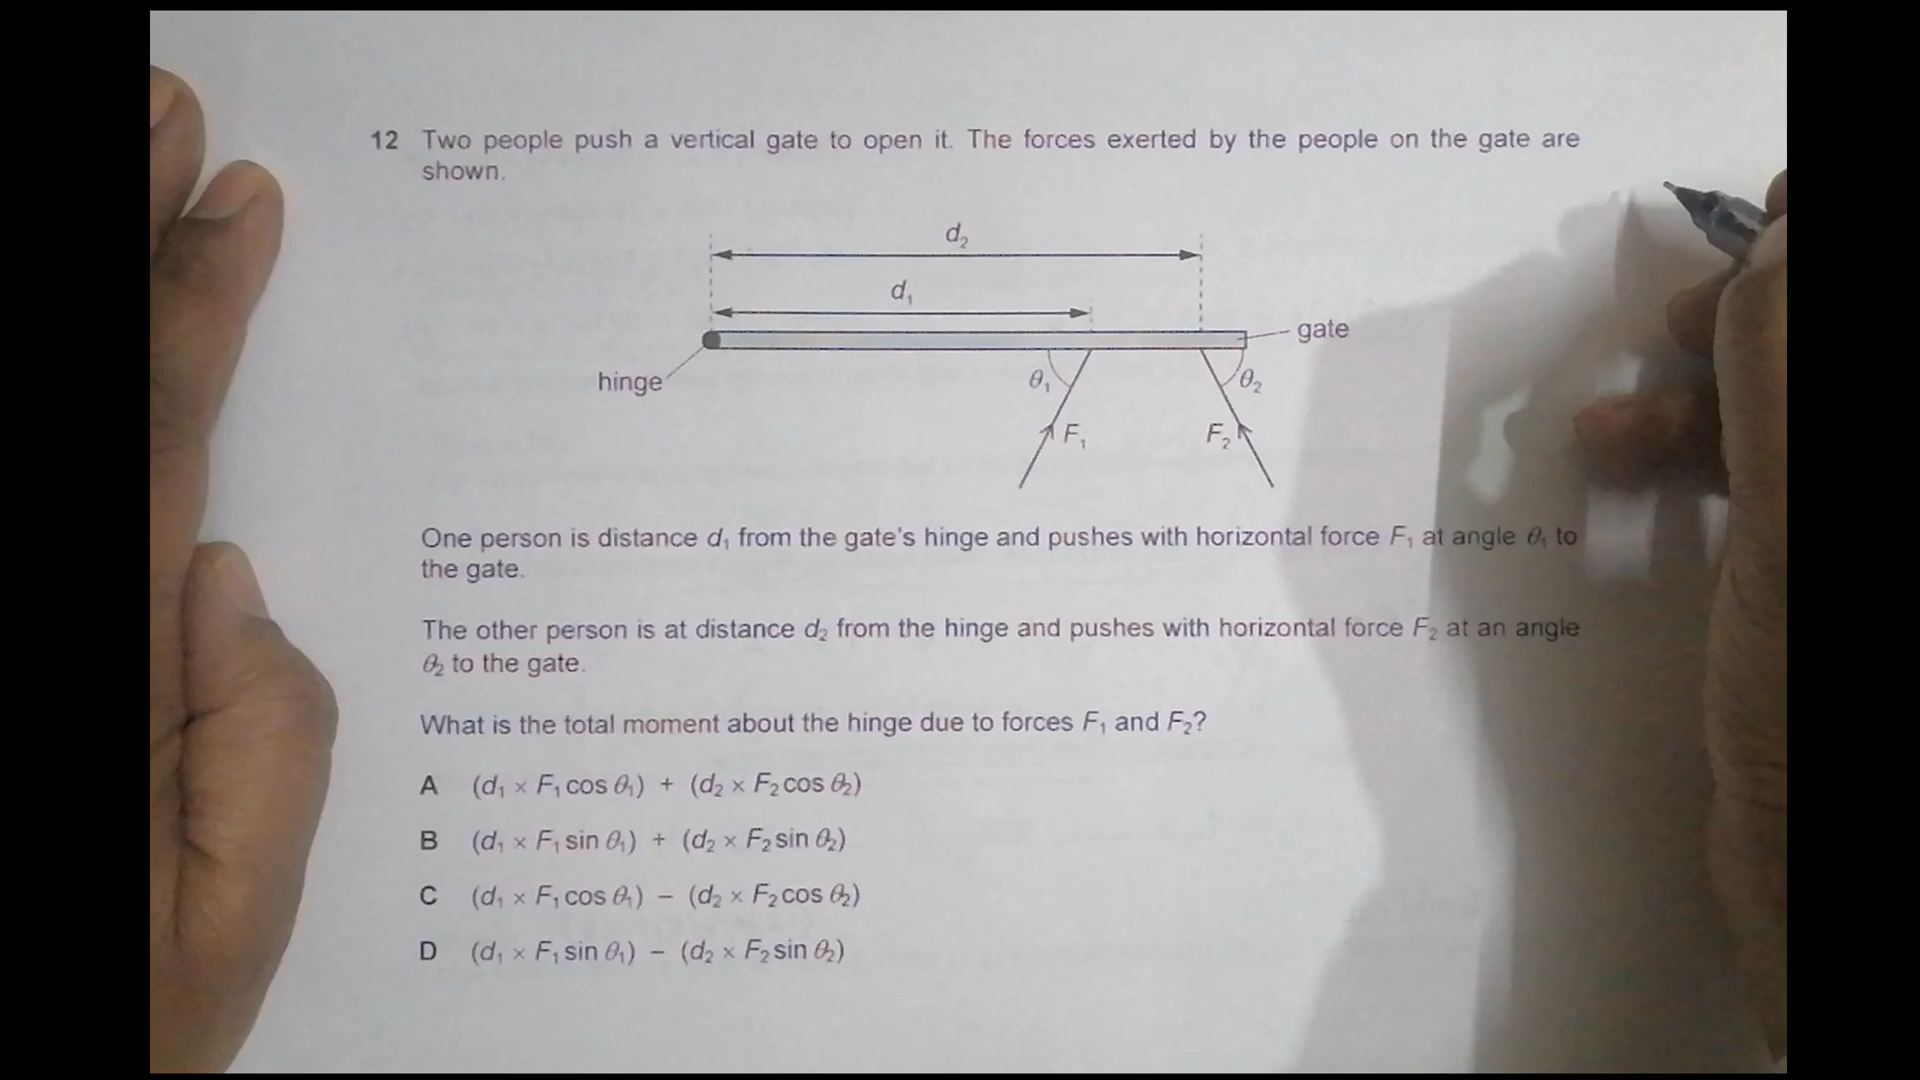 12 Two people push a vertical gate to open it. The forces exerted by the people on the gate are
shown.
d₂
d₁
gate
hinge
θ₁
θ₂
F₁
F₂
One person is distance d₁ from the gate's hinge and pushes with horizontal force F₁ at angle θ₁ to
the gate.
The other person is at distance d₂ from the hinge and pushes with horizontal force F₂ at an angle
θ₂ to the gate.
What is the total moment about the hinge due to forces F₁ and F₂?
A (d₁ × F₁ cos θ₁) + (d₂ × F₂ cos θ₂)
B (d₁ × F₁ sin θ₁) + (d₂ × F₂ sin θ₂)
C (d₁ × F₁ cos θ₁) − (d₂ × F₂ cos θ₂)
D (d₁ × F₁ sin θ₁) − (d₂ × F₂ sin θ₂)